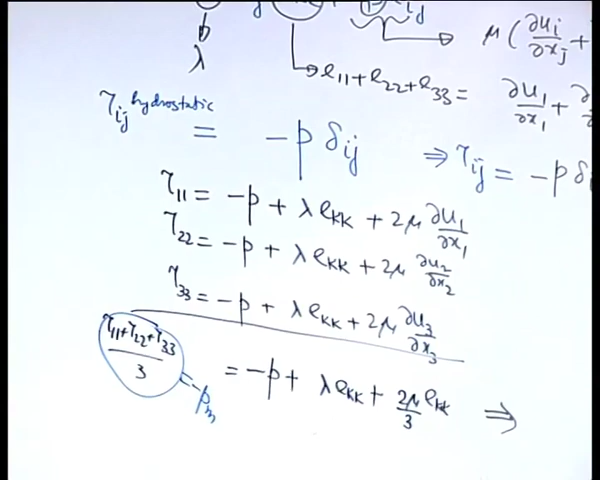 λ μ(∂u_i/∂x_j +
→ e_11 + e_22 + e_33 = ∂u_1/∂x_1 +
τ_ij^hydrostatic = -p δ_ij ⇒ τ_ij = -p δ
τ_11 = -p + λ e_KK + 2μ ∂u_1/∂x_1
τ_22 = -p + λ e_KK + 2μ ∂u_2/∂x_2
τ_33 = -p + λ e_KK + 2μ ∂u_3/∂x_3
(τ_11 + τ_22 + τ_33)/3 = -p + λ e_KK + 2μ/3 e_KK ⇒
= -p_m